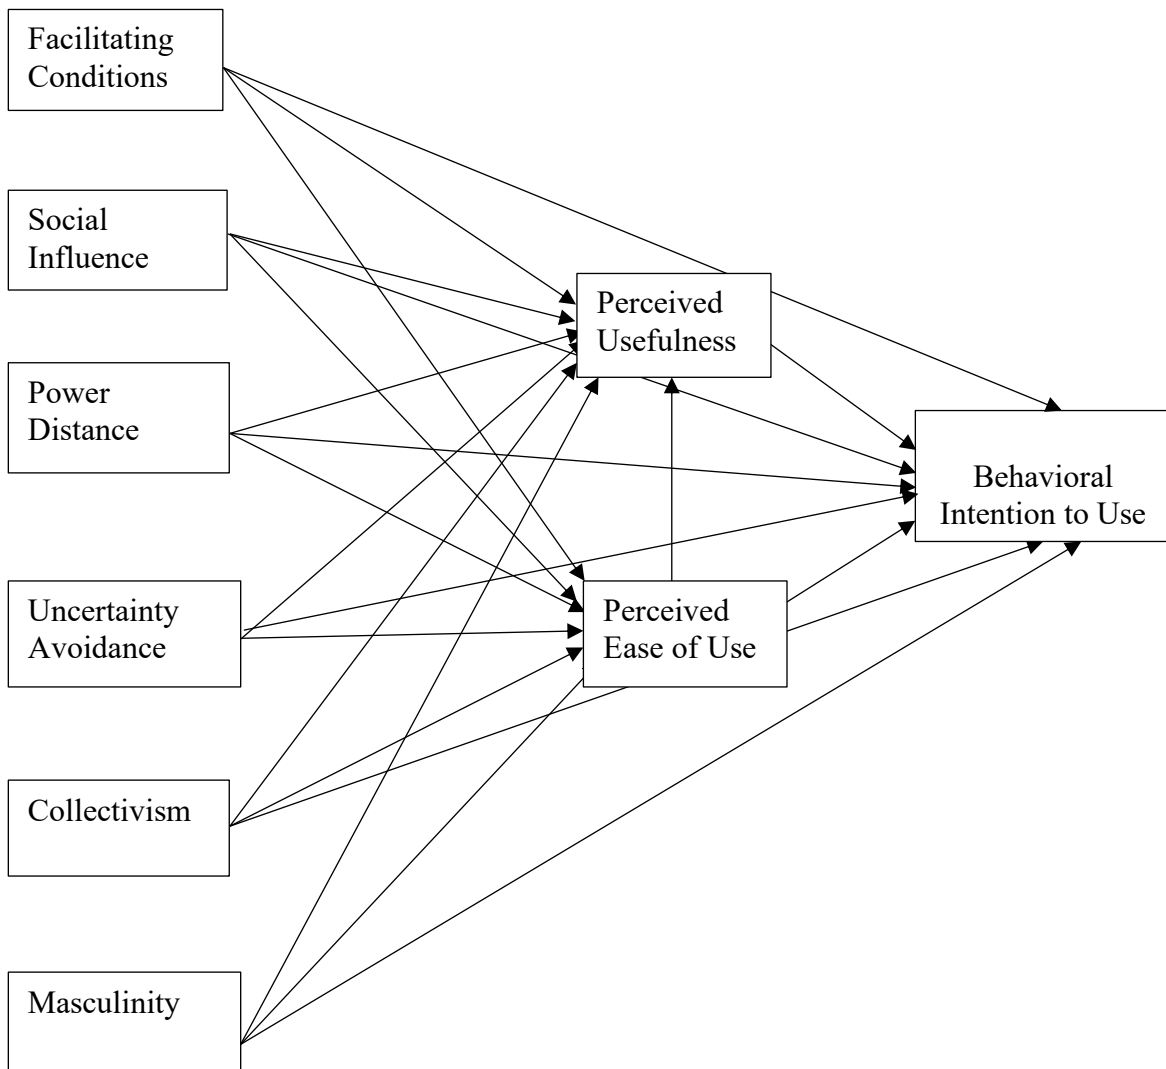 Facilitating
Conditions
Social
Influence
Perceived
Usefulness
Power
Distance
Behavioral
Intention to Use
Uncertainty
Avoidance
Perceived
Ease of Use
Collectivism
Masculinity